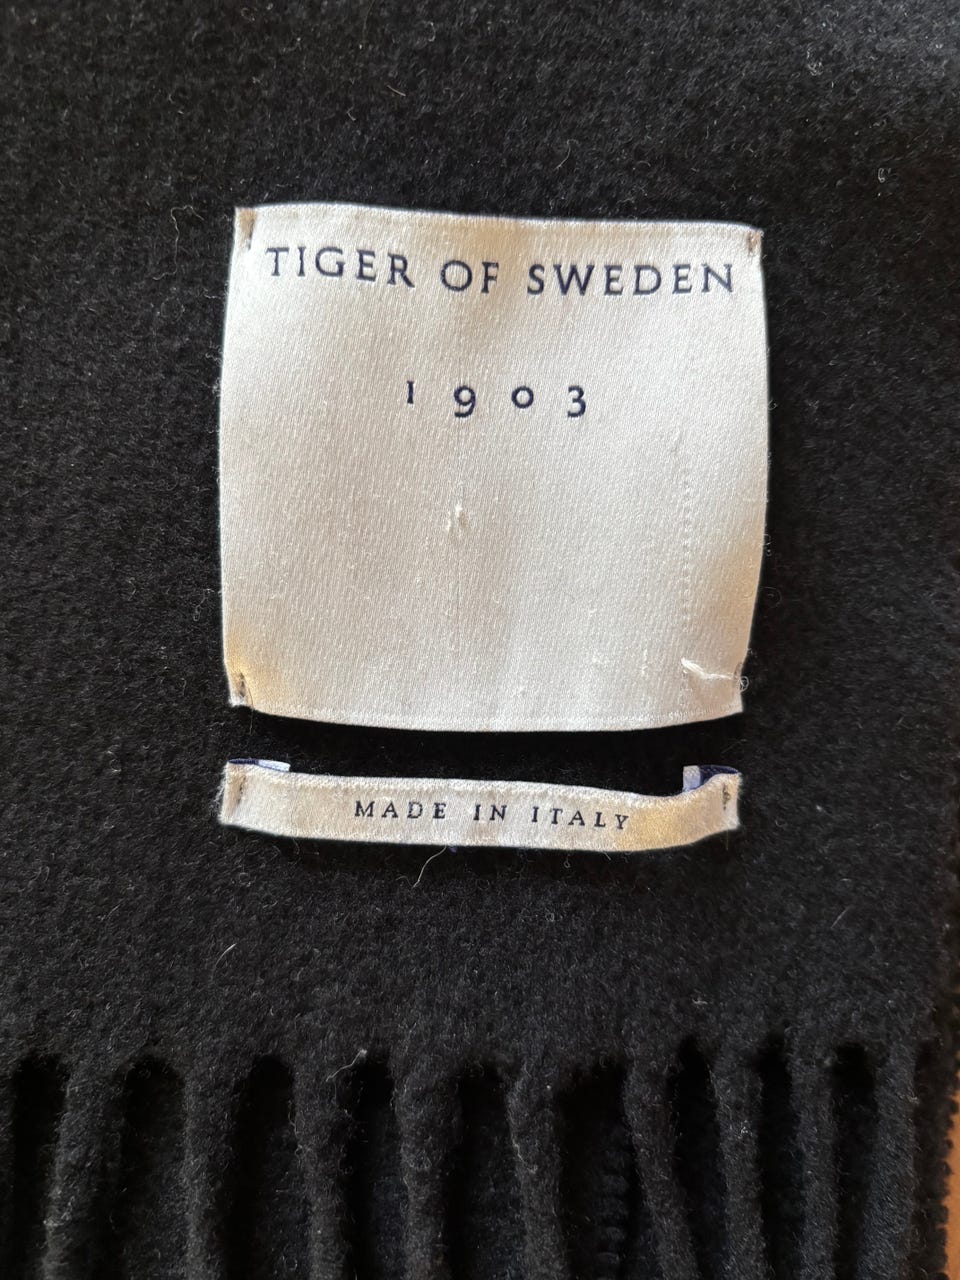 TIGER OF SWEDEN
1903
MADE IN ITALY